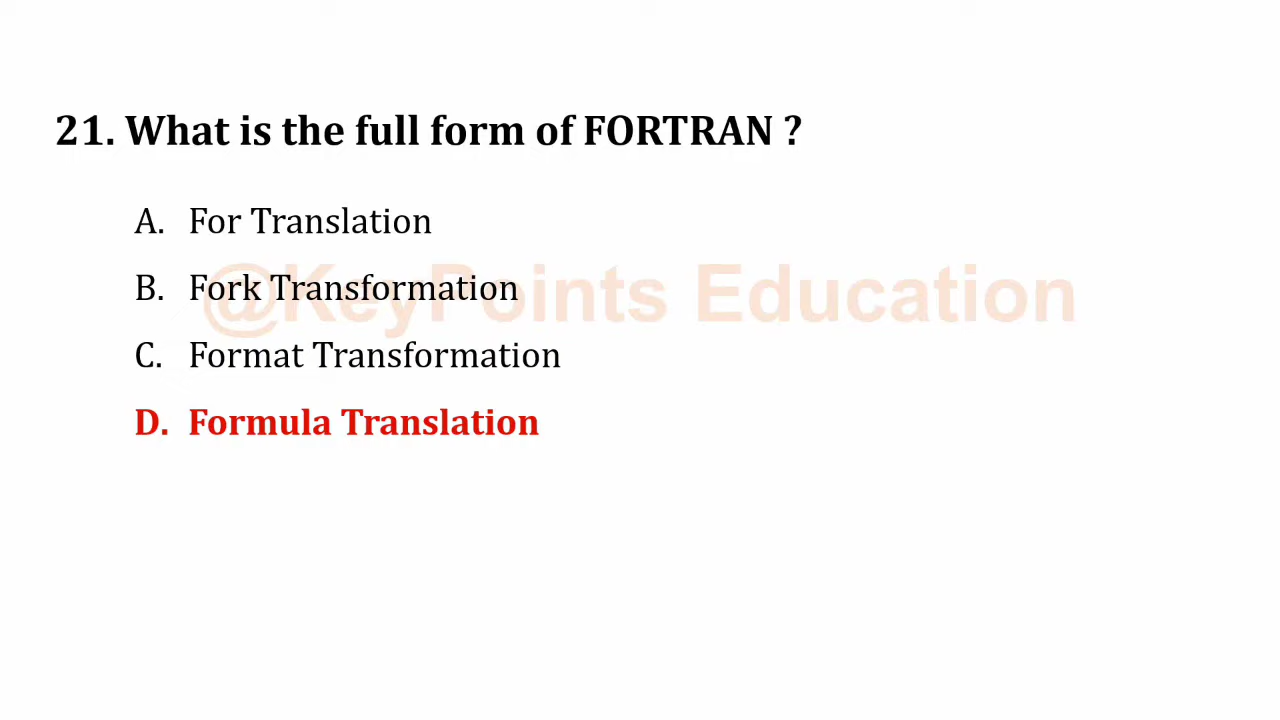 21. What is the full form of FORTRAN ?
A. For Translation
@KeyPoints Education
B. Fork Transformation
C. Format Transformation
D. Formula Translation